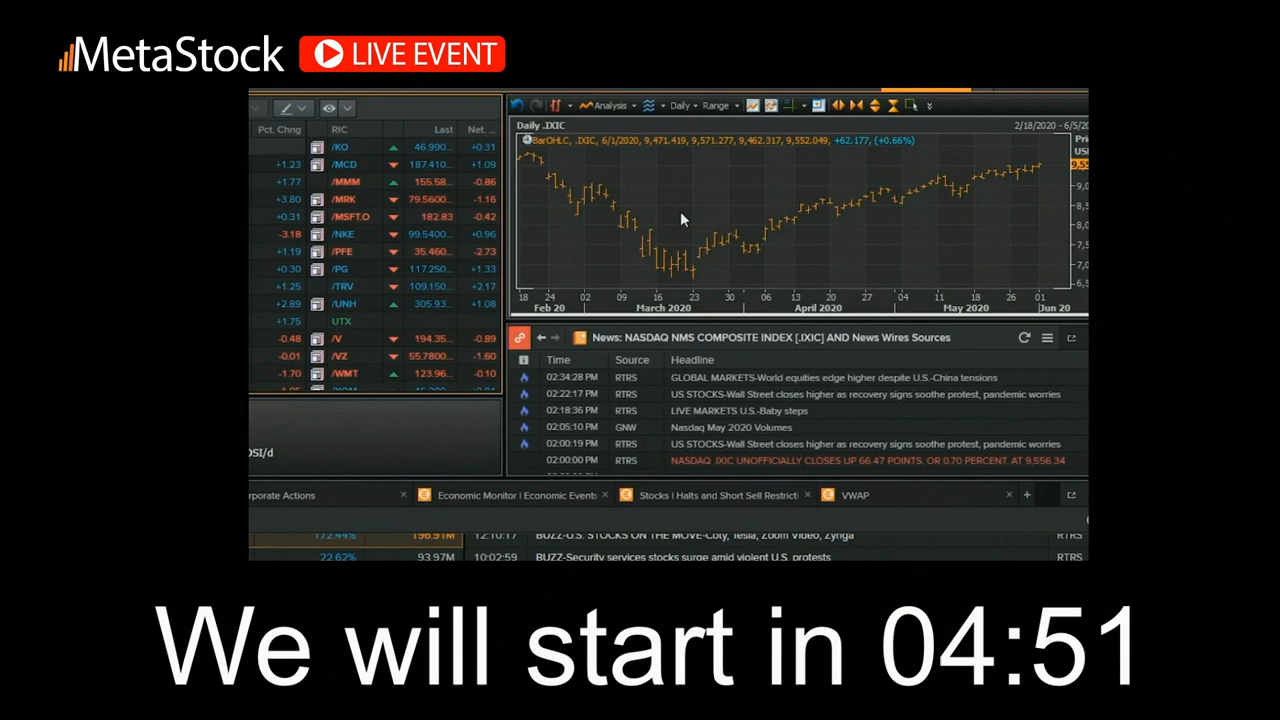 MetaStock LIVE EVENT
Analysis Daily Range
Pct. Chng RIC Last Net. ...
/KO 46.990... +0.31
+1.23 /MCD 187.410... +1.09
+1.77 /MMM 155.58... -0.86
+3.80 /MRK 79.5600... -1.16
+0.31 /MSFT.O 182.83 -0.42
-3.18 /NKE 99.5400... +0.96
+1.19 /PFE 35.460... -2.73
+0.30 /PG 117.250... +1.33
+1.25 /TRV 109.150... +2.17
+2.89 /UNH 305.93... +1.08
+1.75 UTX
-0.48 /V 194.35... -0.89
-0.01 /VZ 55.7800... -1.60
-1.70 /WMT 123.96... -0.10
Daily .IXIC 2/18/2020 - 6/5/20
BarOHLC, .IXIC, 6/1/2020, 9,471.419, 9,571.277, 9,462.317, 9,552.049, +62.177, (+0.66%)
18 24 02 09 16 23 30 06 13 20 27 04 11 18 26 01
Feb 20 March 2020 April 2020 May 2020 Jun 20
News: NASDAQ NMS COMPOSITE INDEX [.IXIC] AND News Wires Sources
Time Source Headline
02:34:28 PM RTRS GLOBAL MARKETS-World equities edge higher despite U.S.-China tensions
02:22:17 PM RTRS US STOCKS-Wall Street closes higher as recovery signs soothe protest, pandemic worries
02:18:36 PM RTRS LIVE MARKETS U.S.-Baby steps
02:05:10 PM GNW Nasdaq May 2020 Volumes
02:00:19 PM RTRS US STOCKS-Wall Street closes higher as recovery signs soothe protest, pandemic worries
02:00:00 PM RTRS NASDAQ .IXIC UNOFFICIALLY CLOSES UP 66.47 POINTS, OR 0.70 PERCENT, AT 9,556.34
OSI/d
rporate Actions Economic Monitor | Economic Events Stocks | Halts and Short Sell Restricti VWAP
172.44% 196.91M 12:10:17 BUZZ-U.S. STOCKS ON THE MOVE-Coty, Tesla, Zoom Video, Zynga RTRS
22.62% 93.97M 10:02:59 BUZZ-Security services stocks surge amid violent U.S. protests RTRS
We will start in 04:51